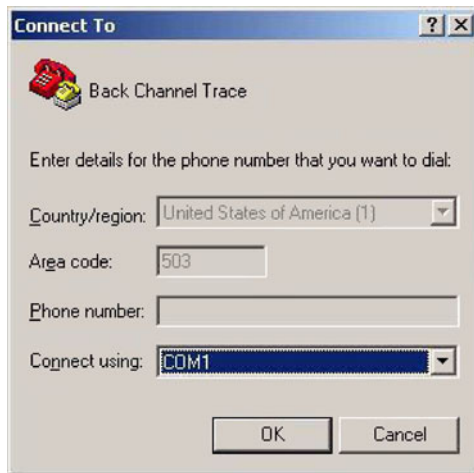 Connect To
Back Channel Trace
Enter details for the phone number that you want to dial:
Country/region: United States of America (1)
Area code: 503
Phone number:
Connect using: COM1
OK Cancel